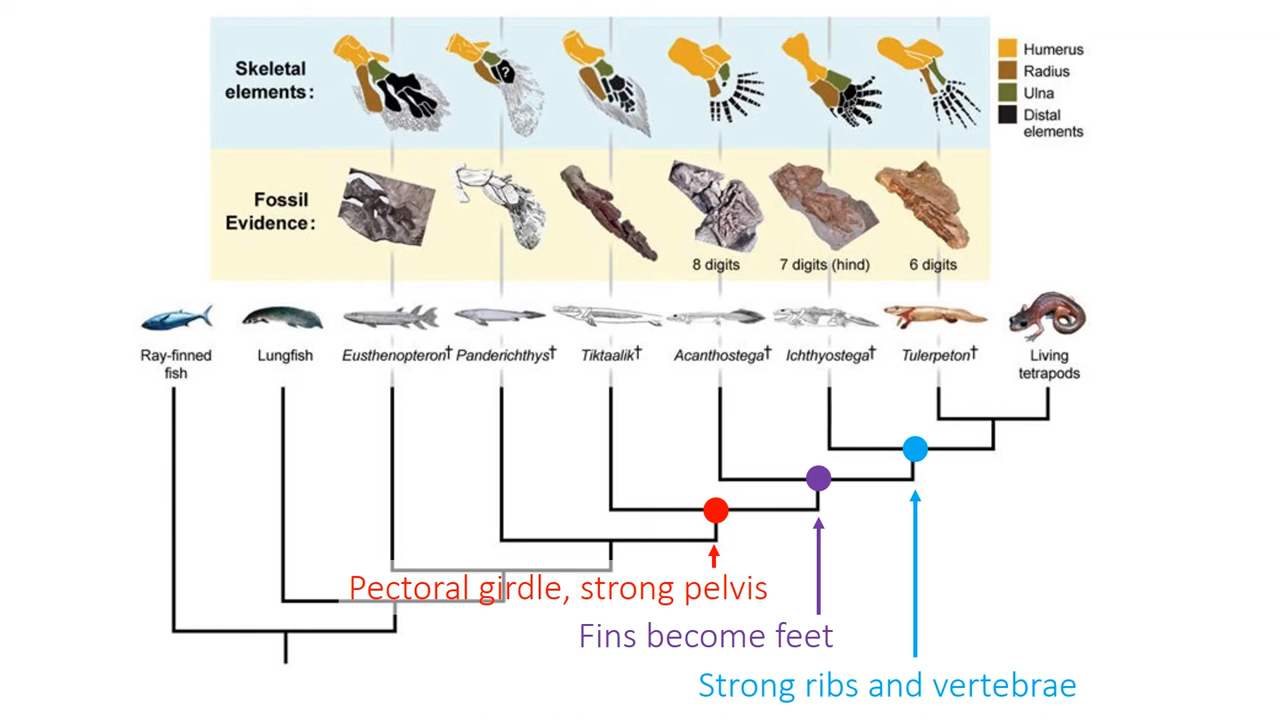 Skeletal
elements:
Humerus
Radius
Ulna
Distal
elements
?
Fossil
Evidence:
8 digits
7 digits (hind)
6 digits
Ray-finned
fish
Lungfish
Eusthenopteron†
Panderichthys†
Tiktaalik†
Acanthostega†
Ichthyostega†
Tulerpeton†
Living
tetrapods
Pectoral girdle, strong pelvis
Fins become feet
Strong ribs and vertebrae